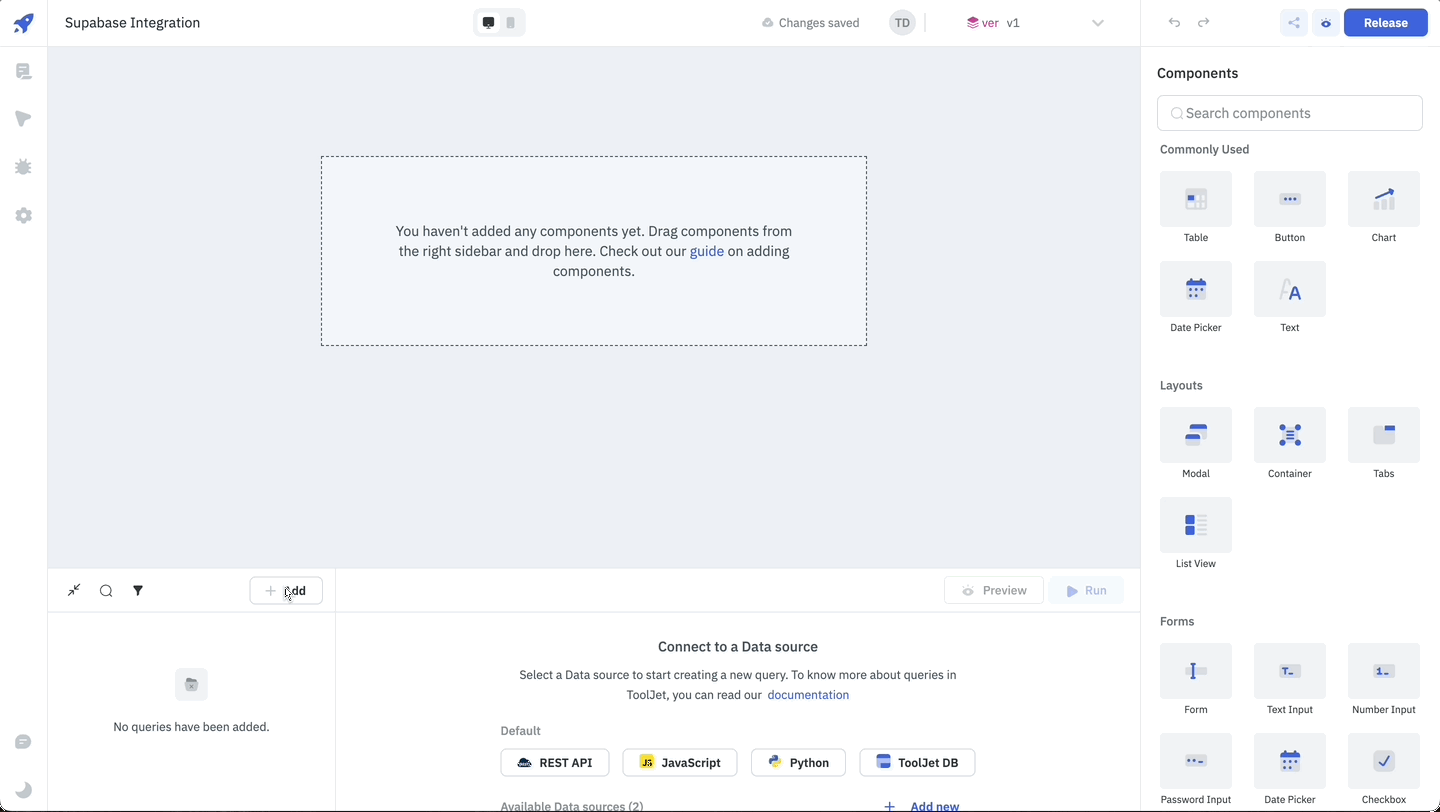 Supabase Integration
Changes saved
TD
ver v1
Release
You haven't added any components yet. Drag components from
the right sidebar and drop here. Check out our guide on adding
components.
Components
Search components
Commonly Used
Table
Button
Chart
Date Picker
Text
Layouts
Modal
Container
Tabs
List View
Forms
Form
Text Input
Number Input
Password Input
Date Picker
Checkbox
Add
Preview
Run
No queries have been added.
Connect to a Data source
Select a Data source to start creating a new query. To know more about queries in
ToolJet, you can read our documentation
Default
REST API
JS JavaScript
Python
ToolJet DB
Available Data sources (2)
Add new